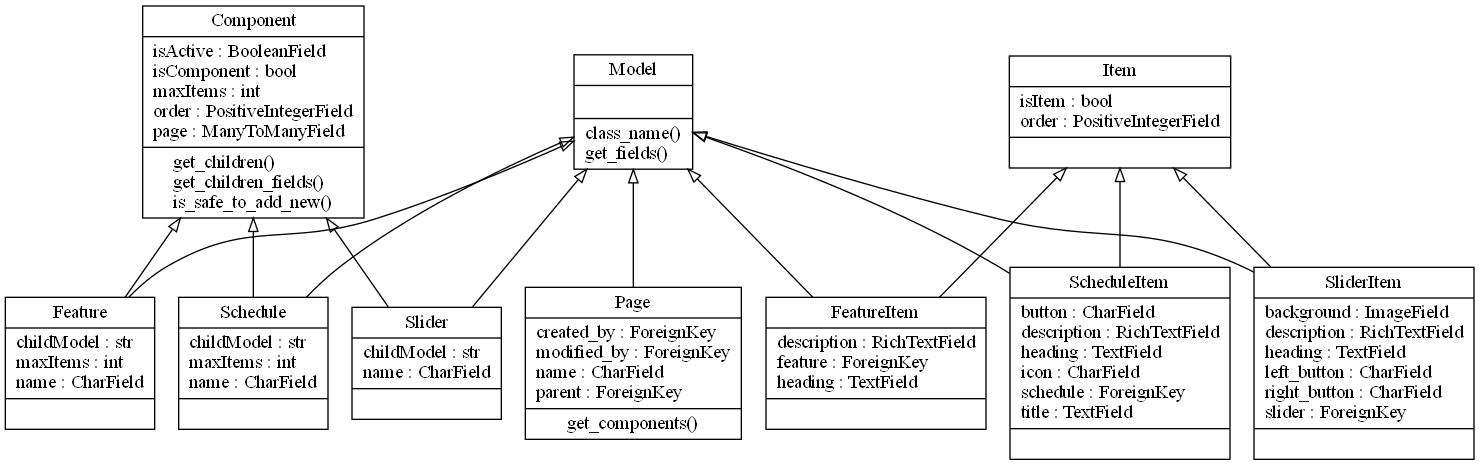 Component
isActive : BooleanField
isComponent : bool
maxItems : int
order : PositiveIntegerField
page : ManyToManyField
get_children()
get_children_fields()
is_safe_to_add_new()
Model
class_name()
get_fields()
Item
isItem : bool
order : PositiveIntegerField
Feature
childModel : str
maxItems : int
name : CharField
Schedule
childModel : str
maxItems : int
name : CharField
Slider
childModel : str
name : CharField
Page
created_by : ForeignKey
modified_by : ForeignKey
name : CharField
parent : ForeignKey
get_components()
FeatureItem
description : RichTextField
feature : ForeignKey
heading : TextField
ScheduleItem
button : CharField
description : RichTextField
heading : TextField
icon : CharField
schedule : ForeignKey
title : TextField
SliderItem
background : ImageField
description : RichTextField
heading : TextField
left_button : CharField
right_button : CharField
slider : ForeignKey